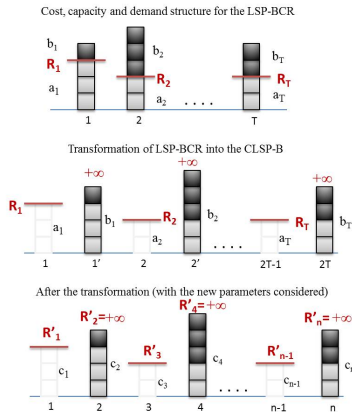 Cost, capacity and demand structure for the LSP-BCR
b1 b2 bT
R1 R2 RT
a1 a2 aT
. . . .
1 2 T
Transformation of LSP-BCR into the CLSP-B
+∞ +∞ +∞
R1 b1 R2 b2 RT bT
a1 a2 . . . . aT
1 1' 2 2' 2T-1 2T
After the transformation (with the new parameters considered)
R'1 R'2=+∞ R'3 R'4=+∞ R'n-1 R'n=+∞
c1 c2 c3 c4 cn-1
. . . .
1 2 3 4 n-1 n